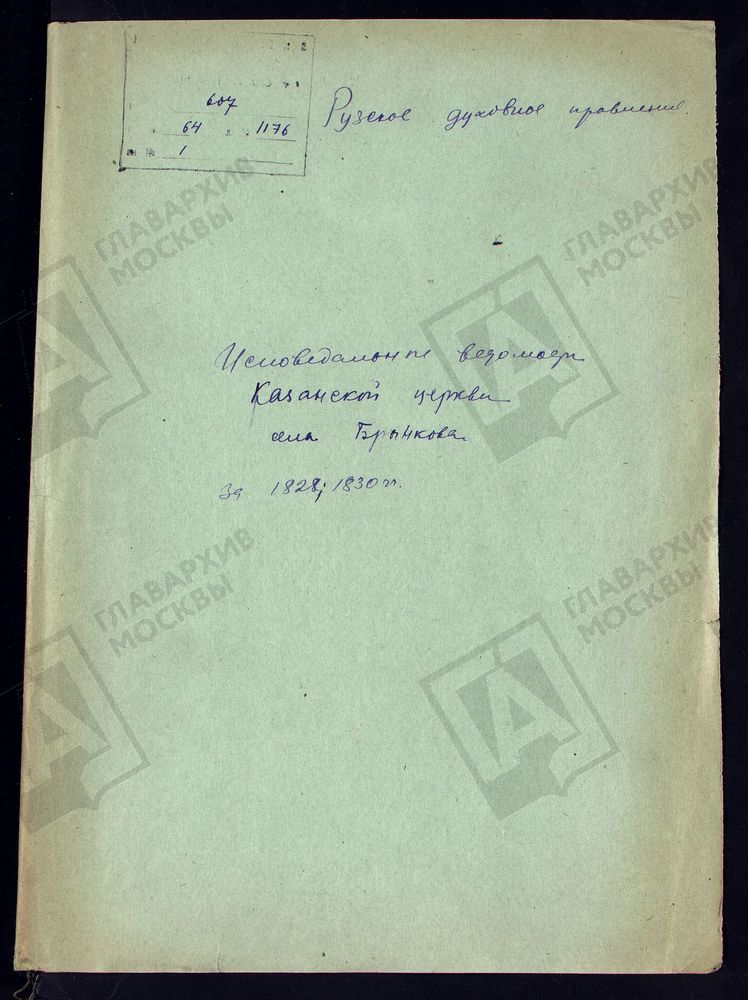 607
64 1176
1
Рузское духовное правление
Исповедальные ведомости
Казанской церкви
села Брынкова
за 1828; 1830 гг.
ГЛАВАРХИВ
МОСКВЫ
ГЛАВАРХИВ
МОСКВЫ
ГЛАВАРХИВ
МОСКВЫ
ГЛАВАРХИВ
МОСКВЫ